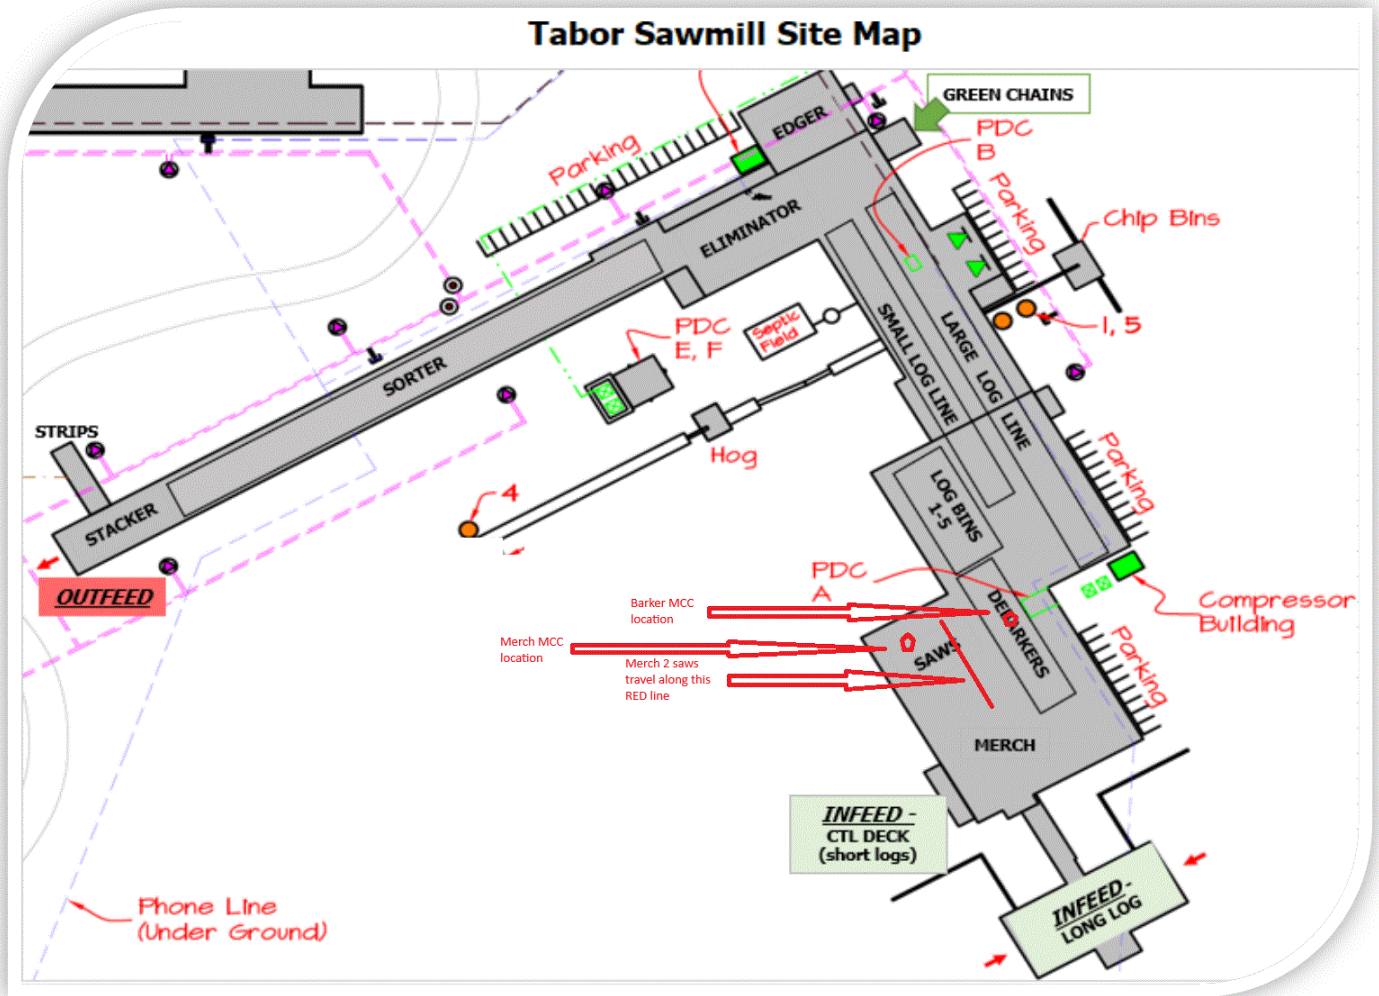 Tabor Sawmill Site Map
GREEN CHAINS
EDGER
PDC
B
Parking
Parking
Chip Bins
ELIMINATOR
SMALL LOG LINE
LARGE LOG LINE
1, 5
Septic
Field
PDC
E, F
SORTER
STRIPS
Hog
Parking
LOG BINS
1-5
4
STACKER
OUTFEED
PDC
A
Compressor
Building
Barker MCC
location
DEBARKERS
Merch MCC
location
SAWS
Merch 2 saws
travel along this
RED line
Parking
MERCH
INFEED -
CTL DECK
(short logs)
INFEED-
LONG LOG
Phone Line
(Under Ground)